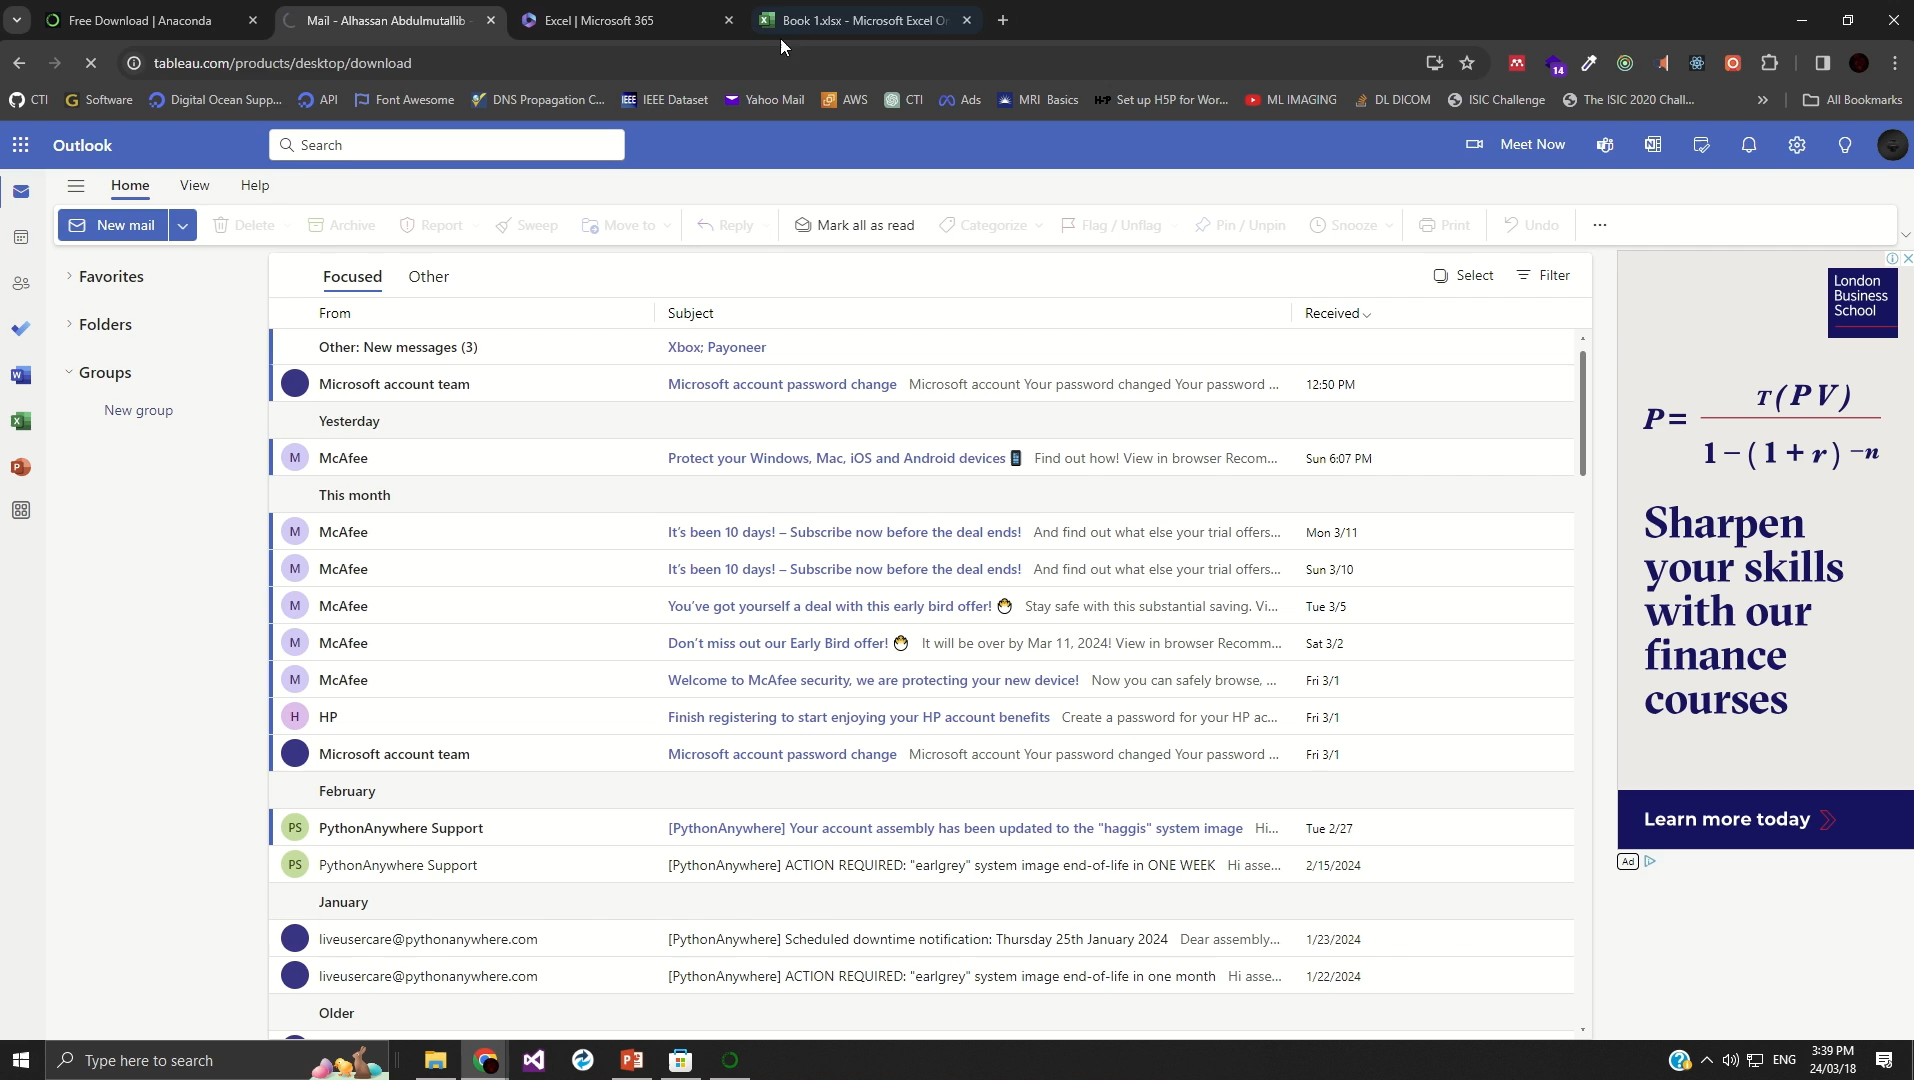 Free Download | Anaconda
Mail - Alhassan Abdulmutallib -
Excel | Microsoft 365
Book 1.xlsx - Microsoft Excel Or
tableau.com/products/desktop/download
14
CTI
Software
Digital Ocean Supp...
API
Font Awesome
DNS Propagation C...
IEEE IEEE Dataset
Yahoo Mail
AWS
CTI
Ads
MRI Basics
H-P Set up H5P for Wor...
ML IMAGING
DL DICOM
ISIC Challenge
The ISIC 2020 Chall...
All Bookmarks
Outlook
Search
Meet Now
Home
View
Help
New mail
Delete
Archive
Report
Sweep
Move to
Reply
Mark all as read
Categorize
Flag / Unflag
Pin / Unpin
Snooze
Print
Undo
Favorites
Folders
Groups
New group
Focused
Other
Select
Filter
From
Subject
Received
Other: New messages (3) Xbox; Payoneer
Microsoft account team Microsoft account password change Microsoft account Your password changed Your password ... 12:50 PM
Yesterday
M McAfee Protect your Windows, Mac, iOS and Android devices Find out how! View in browser Recom... Sun 6:07 PM
This month
M McAfee It's been 10 days! – Subscribe now before the deal ends! And find out what else your trial offers... Mon 3/11
M McAfee It's been 10 days! – Subscribe now before the deal ends! And find out what else your trial offers... Sun 3/10
M McAfee You've got yourself a deal with this early bird offer! Stay safe with this substantial saving. Vi... Tue 3/5
M McAfee Don't miss out our Early Bird offer! It will be over by Mar 11, 2024! View in browser Recomm... Sat 3/2
M McAfee Welcome to McAfee security, we are protecting your new device! Now you can safely browse, ... Fri 3/1
H HP Finish registering to start enjoying your HP account benefits Create a password for your HP ac... Fri 3/1
Microsoft account team Microsoft account password change Microsoft account Your password changed Your password ... Fri 3/1
February
PS PythonAnywhere Support [PythonAnywhere] Your account assembly has been updated to the "haggis" system image Hi... Tue 2/27
PS PythonAnywhere Support [PythonAnywhere] ACTION REQUIRED: "earlgrey" system image end-of-life in ONE WEEK Hi asse... 2/15/2024
January
liveusercare@pythonanywhere.com [PythonAnywhere] Scheduled downtime notification: Thursday 25th January 2024 Dear assembly... 1/23/2024
liveusercare@pythonanywhere.com [PythonAnywhere] ACTION REQUIRED: "earlgrey" system image end-of-life in one month Hi asse... 1/22/2024
Older
London
Business
School
T(PV)
P=
1−(1+r)−n
Sharpen
your skills
with our
finance
courses
Learn more today
Ad
Type here to search
ENG
3:39 PM
24/03/18